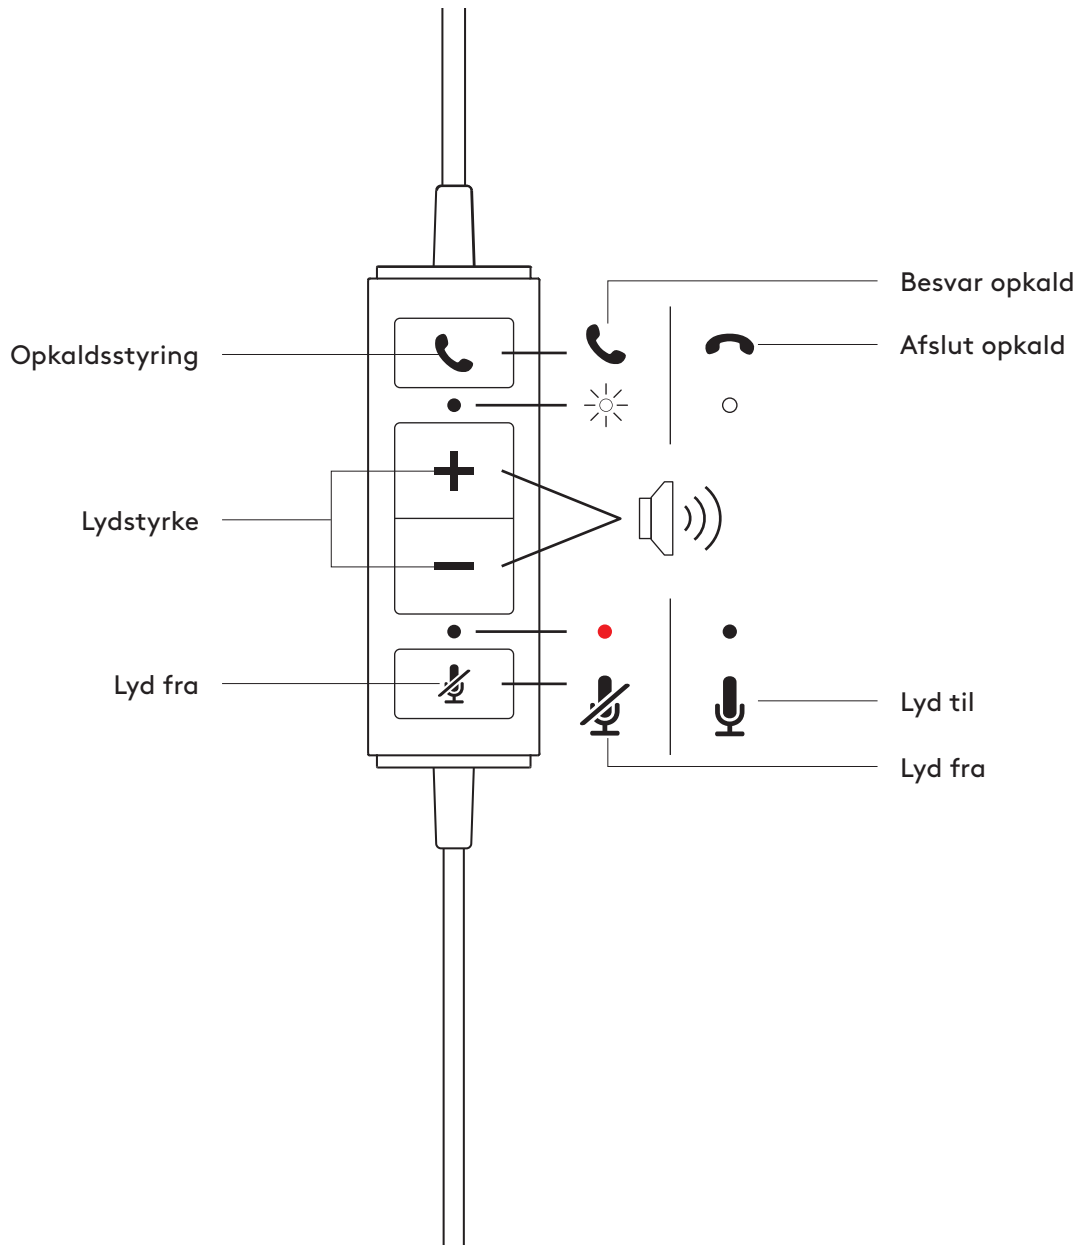 Besvar opkald
Opkaldsstyring
Afslut opkald
Lydstyrke
Lyd fra
Lyd til
Lyd fra